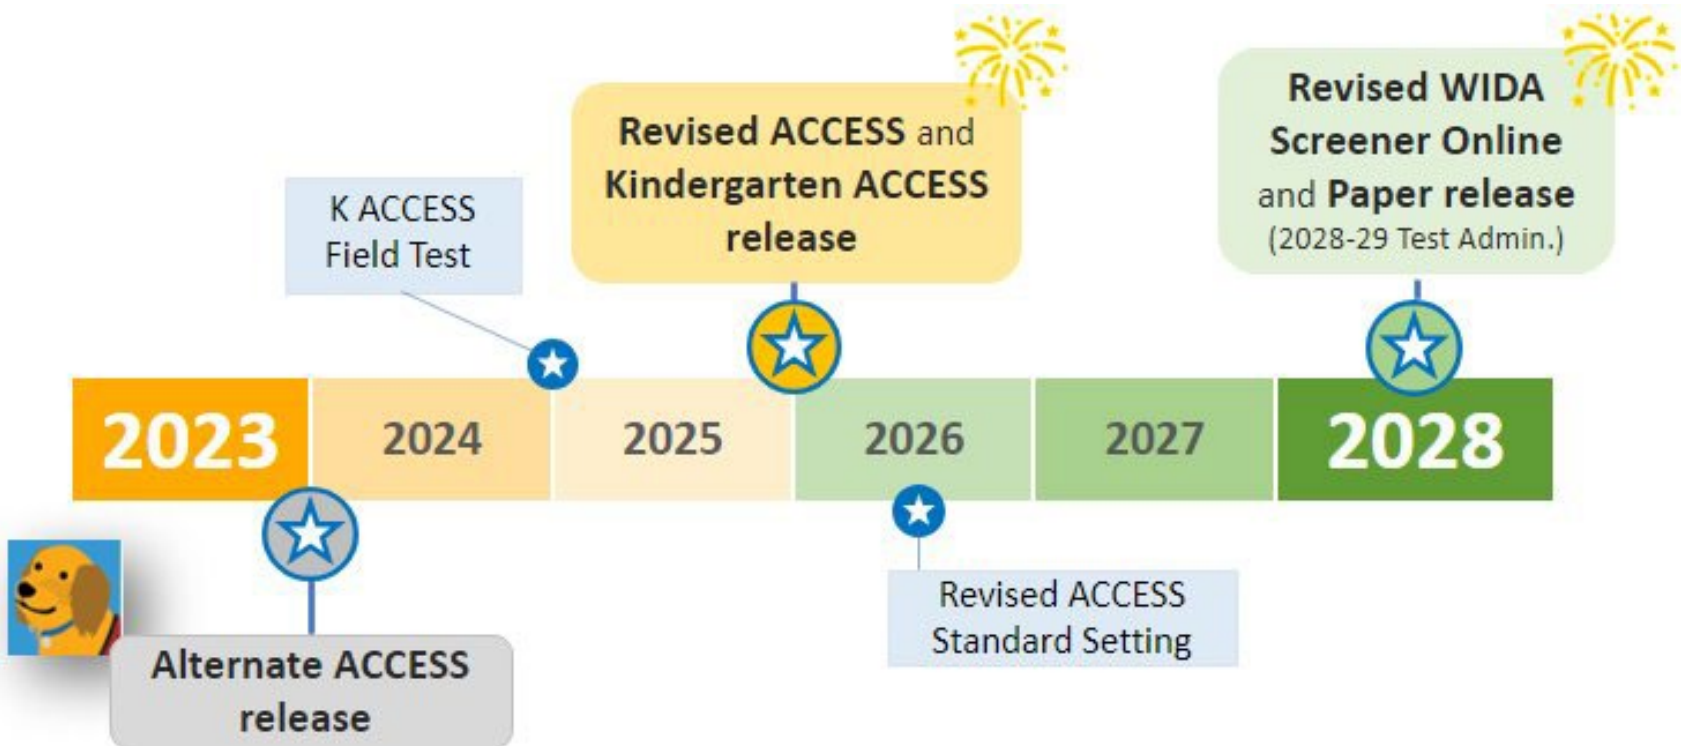 Revised ACCESS and
Kindergarten ACCESS
release
Revised WIDA
Screener Online
and Paper release
(2028-29 Test Admin.)
K ACCESS
Field Test
2023
2024
2025
2026
2027
2028
Alternate ACCESS
release
Revised ACCESS
Standard Setting